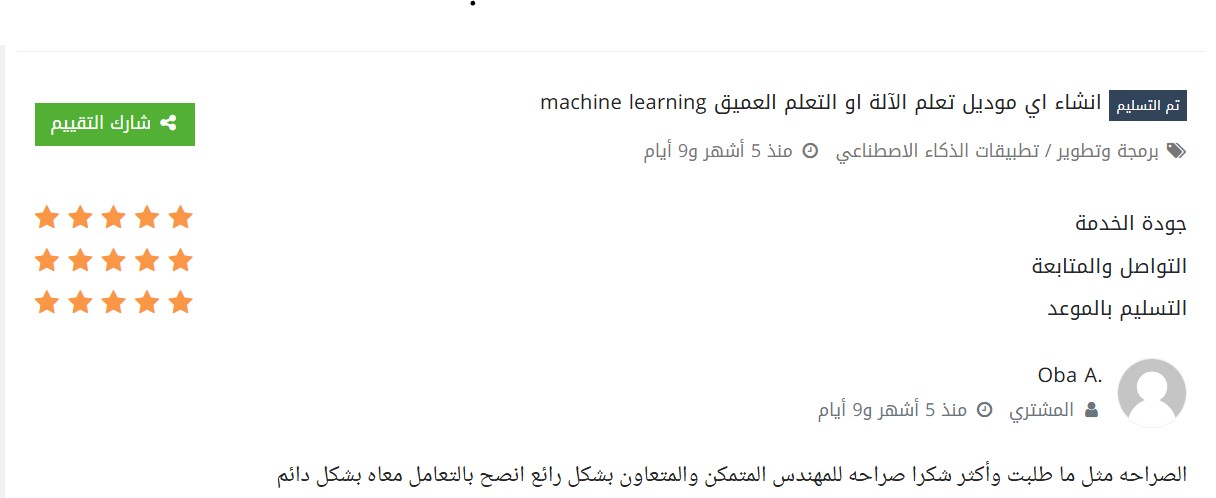 تم التسليم انشاء اي موديل تعلم الآلة او التعلم العميق machine learning
شارك التقييم
برمجة وتطوير / تطبيقات الذكاء الاصطناعي منذ 5 أشهر و9 أيام
جودة الخدمة
التواصل والمتابعة
التسليم بالموعد
Oba A.
المشتري منذ 5 أشهر و9 أيام
الصراحه مثل ما طلبت وأكثر شكرا صراحه للمهندس المتمكن والمتعاون بشكل رائع انصح بالتعامل معاه بشكل دائم